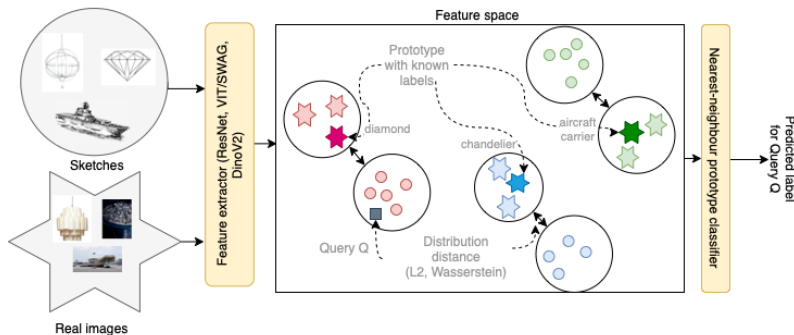 Sketches
Real images
Feature extractor (ResNet, VIT/SWAG,
DinoV2)
Feature space
Prototype
with known
labels
diamond
chandelier
aircraft
carrier
Query Q
Distribution
distance
(L2, Wasserstein)
Nearest-neighbour prototype classifier
Predicted label
for Query Q